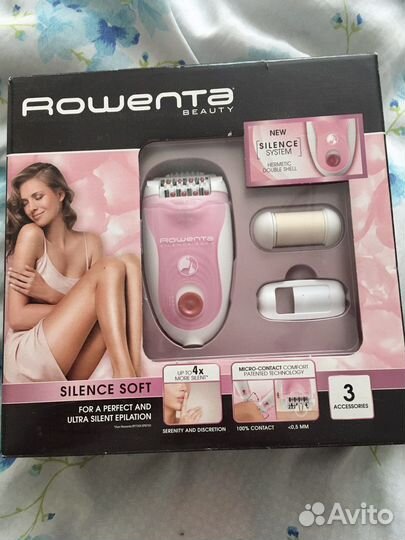 Rowenta
BEAUTY
NEW
SILENCE
SYSTEM
HERMETIC
DOUBLE SHELL
Rowenta
SILENCE SOFT
SILENCE SOFT
FOR A PERFECT AND
ULTRA SILENT EPILATION
UP TO 4x
MORE SILENT*
SERENITY AND DISCRETION
MICRO-CONTACT COMFORT
PATENTED TECHNOLOGY
100% CONTACT
<0,5 MM
3
ACCESSORIES
Avito